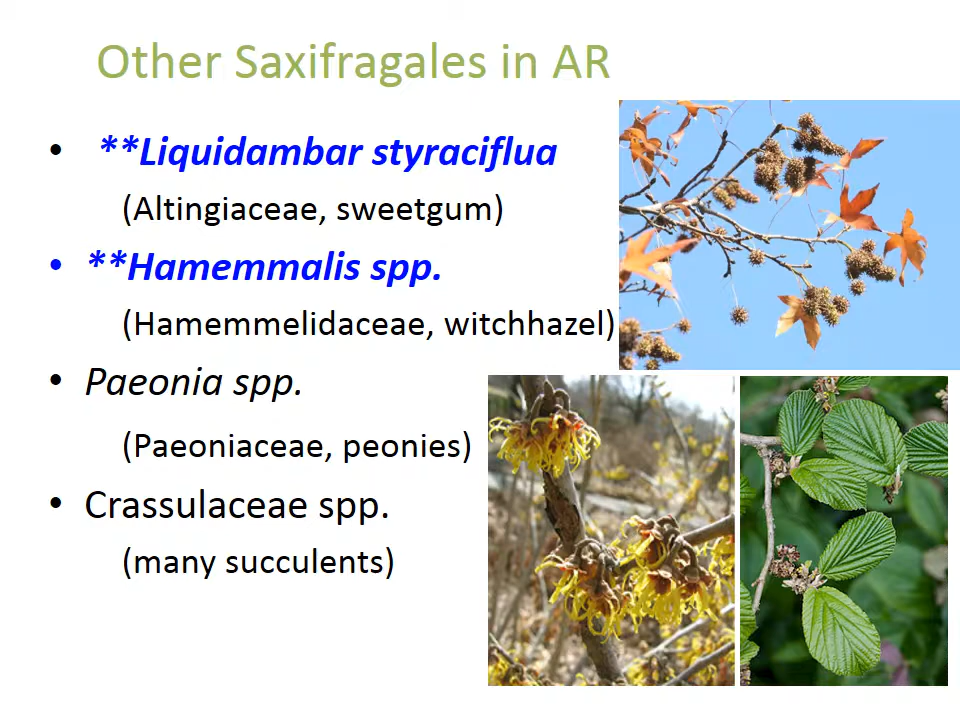 Other Saxifragales in AR
• **Liquidambar styraciflua
(Altingiaceae, sweetgum)
• **Hamemmalis spp.
(Hamemmelidaceae, witchhazel)
• Paeonia spp.
(Paeoniaceae, peonies)
• Crassulaceae spp.
(many succulents)